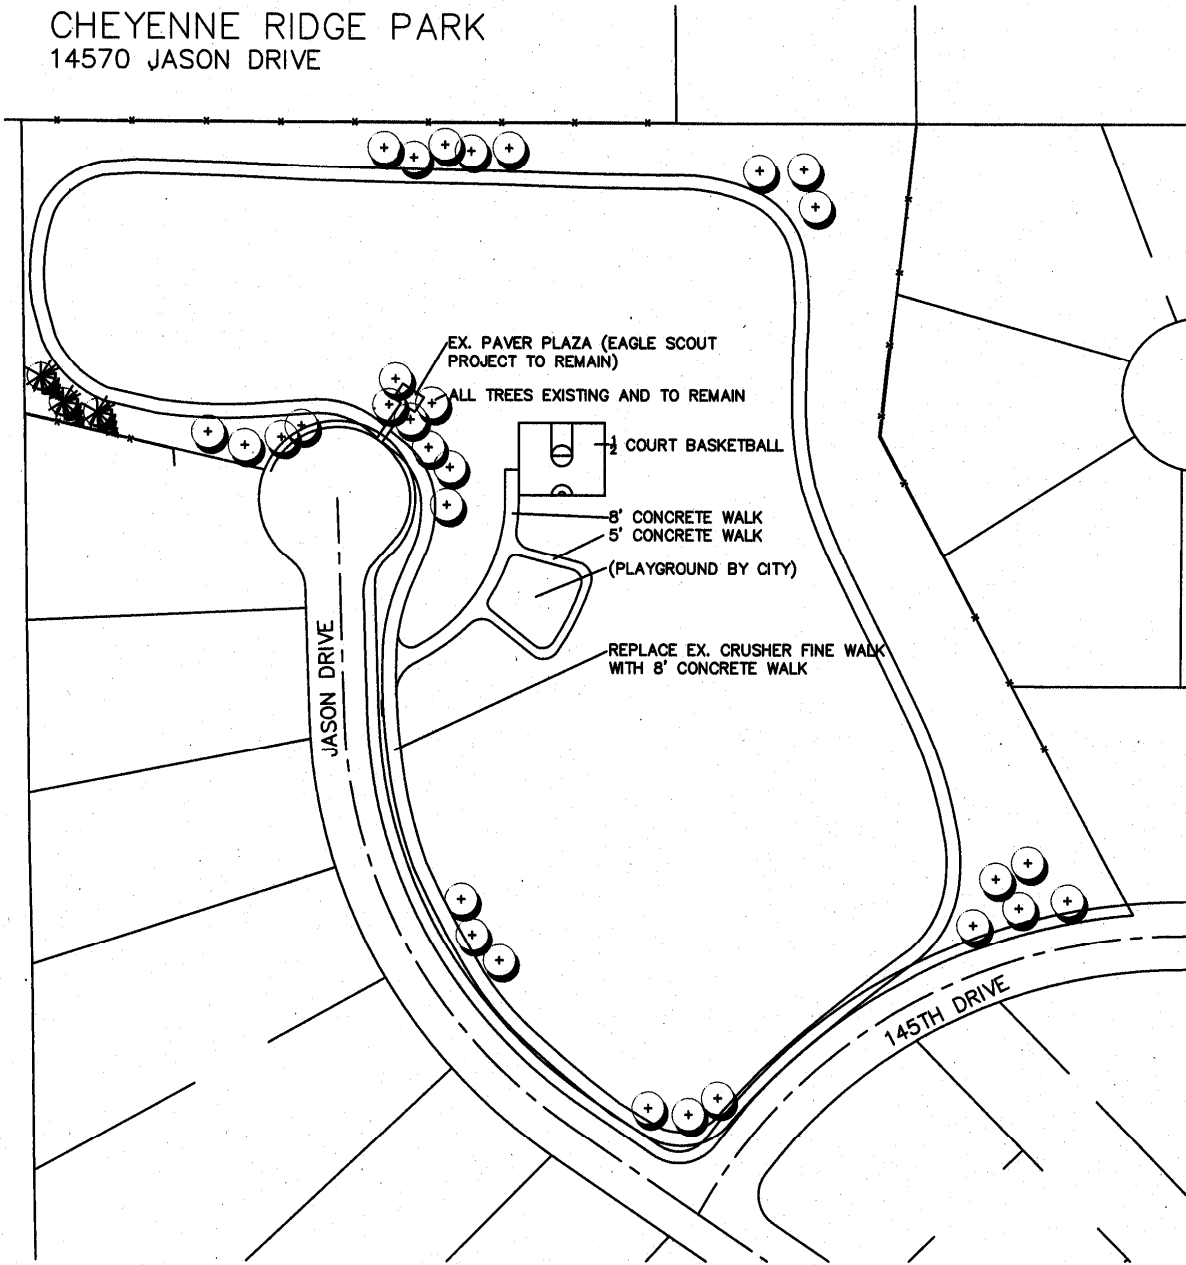 CHEYENNE RIDGE PARK
14570 JASON DRIVE
EX. PAVER PLAZA (EAGLE SCOUT
PROJECT TO REMAIN)
ALL TREES EXISTING AND TO REMAIN
½ COURT BASKETBALL
8' CONCRETE WALK
5' CONCRETE WALK
(PLAYGROUND BY CITY)
REPLACE EX. CRUSHER FINE WALK
WITH 8' CONCRETE WALK
JASON DRIVE
145TH DRIVE